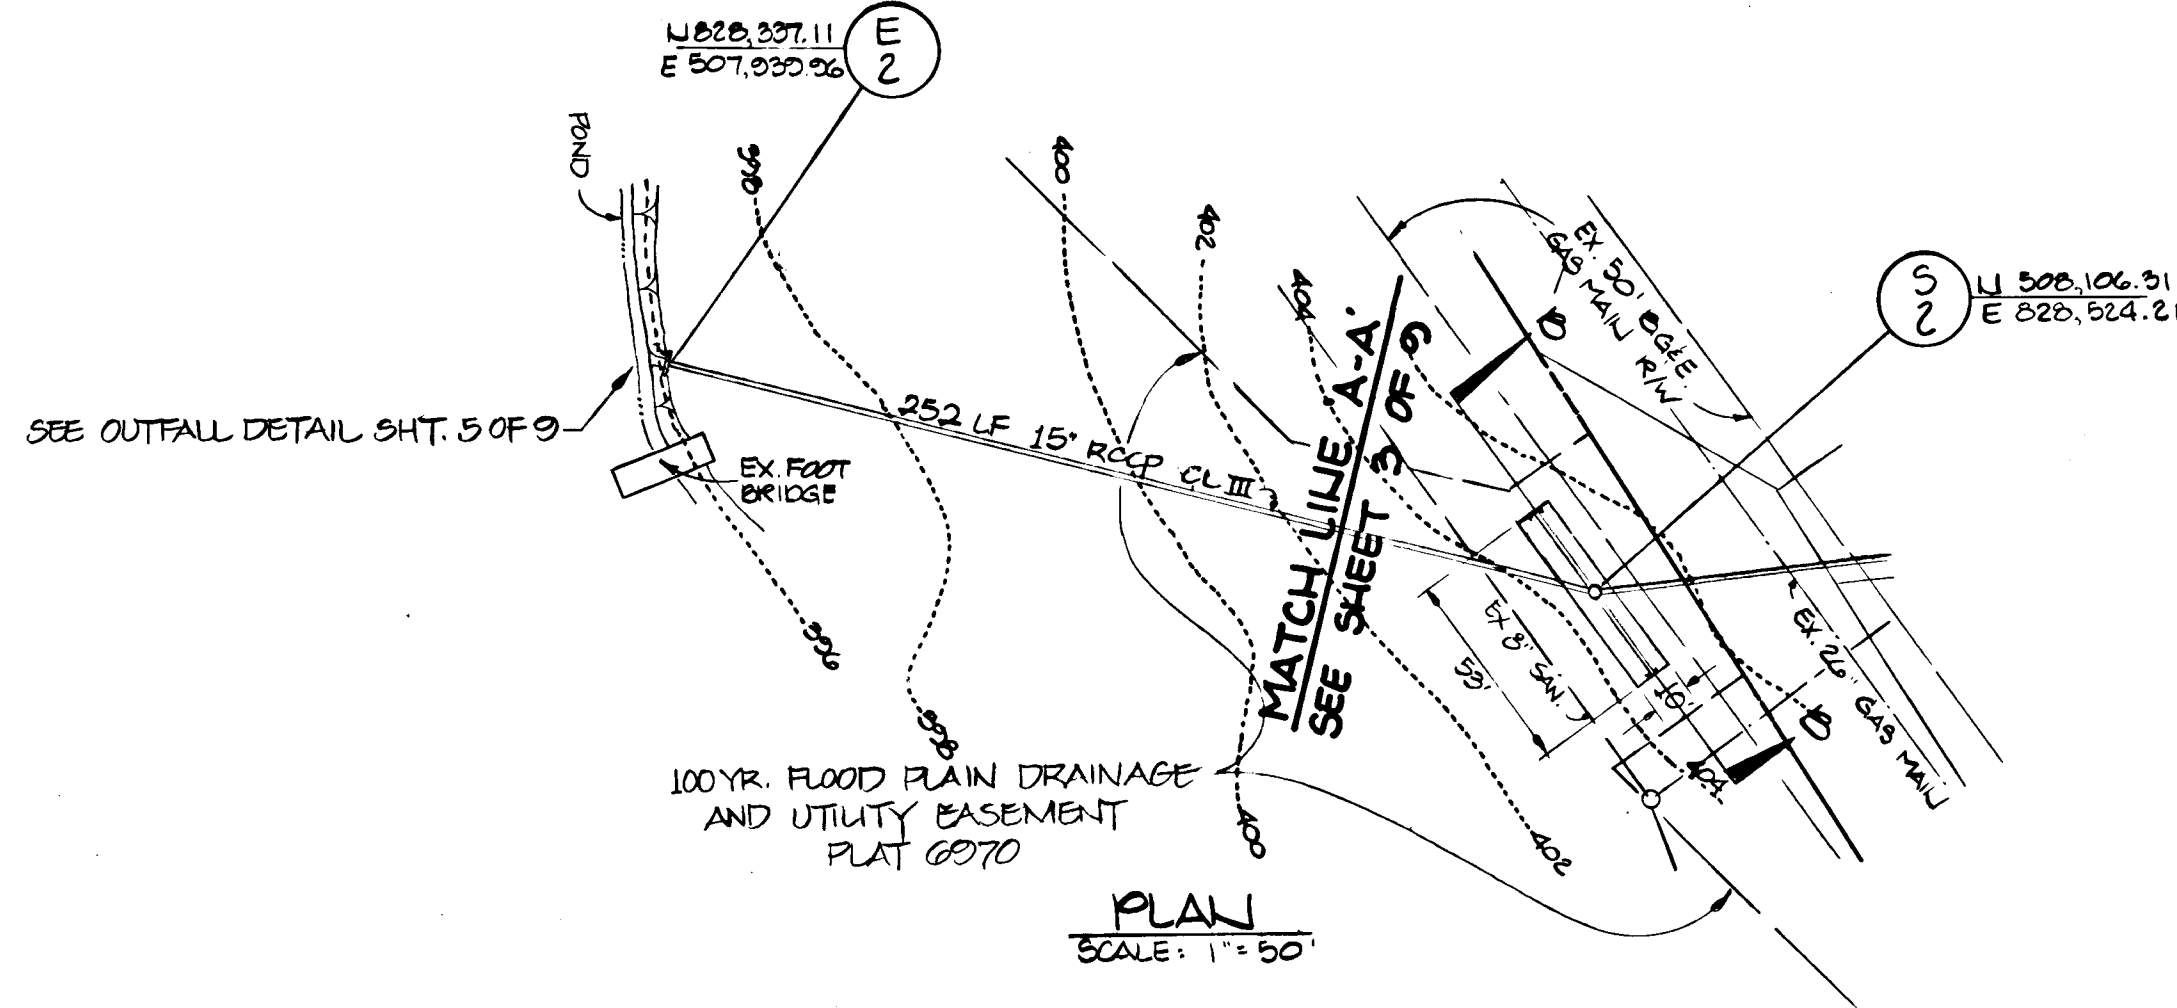 N 828,337.11
E 507,939.96
E
2
POND
398
400
402
404
EX. 50' BG&E
GAS MAIN R/W
B
S
2
N 508,106.31
E 828,524.21
MATCH LINE 'A-A'
SEE SHEET 3 OF 9
SEE OUTFALL DETAIL SHT. 5 OF 9
252 LF 15" RCCP CL III
EX. FOOT
BRIDGE
396
398
53'
EX 8" SAN.
10'
EX. 26" GAS MAIN
B
404
100 YR. FLOOD PLAIN DRAINAGE
AND UTILITY EASEMENT
PLAT 6970
400
402
PLAN
SCALE: 1" = 50'